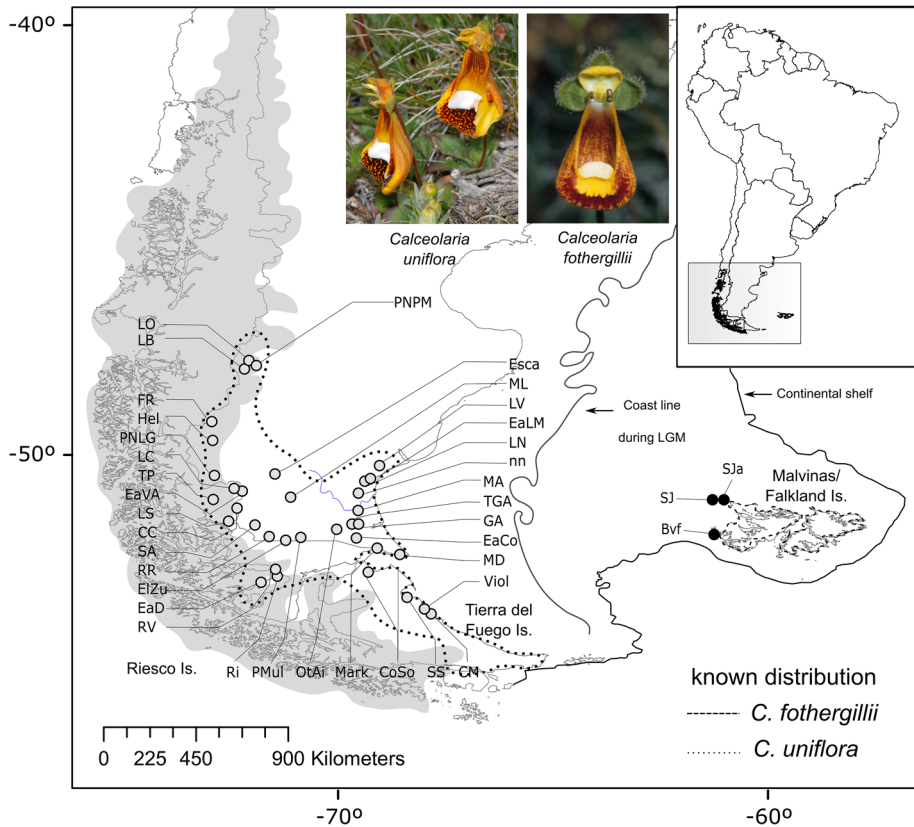 -40º
-50º
-70º
-60º
Calceolaria
uniflora
Calceolaria
fothergillii
PNPM
LO
LB
FR
Hel
PNLG
LC
TP
EaVA
LS
CC
SA
RR
ElZu
EaD
RV
Esca
ML
LV
EaLM
LN
nn
MA
TGA
GA
EaCo
MD
Viol
Coast line
during LGM
Continental shelf
SJa
SJ
Bvf
Malvinas/
Falkland Is.
Tierra del
Fuego Is.
Riesco Is.
Ri
PMul
OtAi
Mark
CoSo
SS
CM
0 225 450 900 Kilometers
known distribution
C. fothergillii
C. uniflora